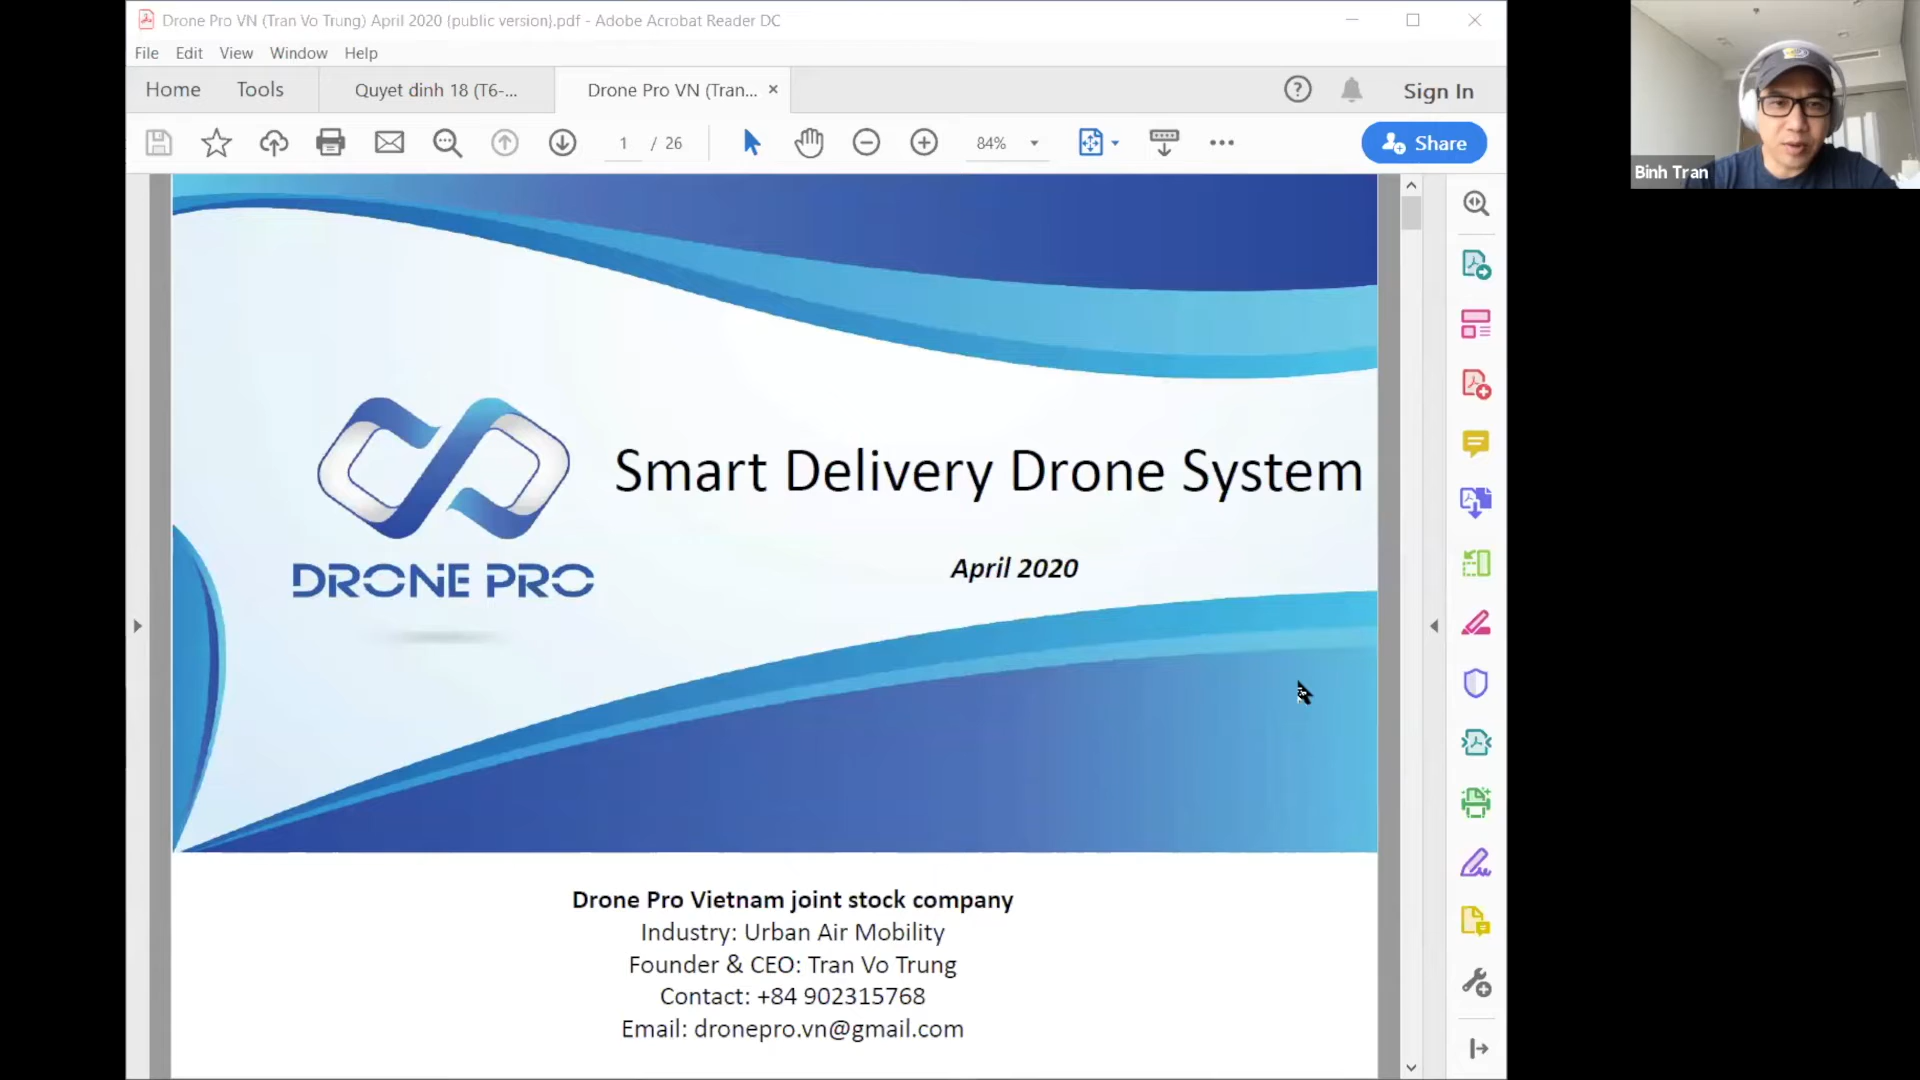 Drone Pro VN (Tran Vo Trung) April 2020 (public version).pdf - Adobe Acrobat Reader DC
File Edit View Window Help
Home Tools Quyet dinh 18 (T6-... Drone Pro VN (Tran... × Sign In
1 / 26 84% Share
Binh Tran
Smart Delivery Drone System
April 2020
DRONE PRO
Drone Pro Vietnam joint stock company
Industry: Urban Air Mobility
Founder & CEO: Tran Vo Trung
Contact: +84 902315768
Email: dronepro.vn@gmail.com